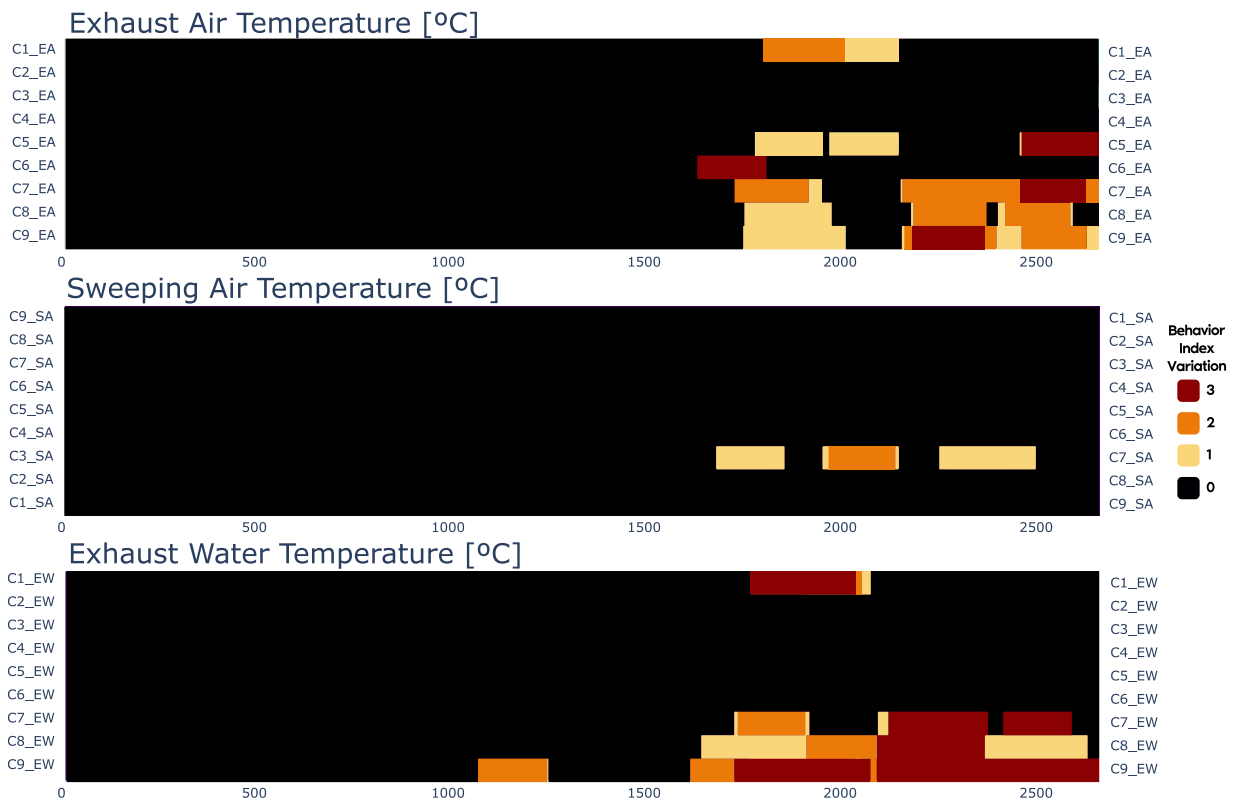 Exhaust Air Temperature [ºC]
C1_EA C1_EA
C2_EA C2_EA
C3_EA C3_EA
C4_EA C4_EA
C5_EA C5_EA
C6_EA C6_EA
C7_EA C7_EA
C8_EA C8_EA
C9_EA C9_EA
0 500 1000 1500 2000 2500
Sweeping Air Temperature [ºC]
C9_SA C1_SA
C8_SA C2_SA
C7_SA C3_SA
C6_SA C4_SA
C5_SA C5_SA
C4_SA C6_SA
C3_SA C7_SA
C2_SA C8_SA
C1_SA C9_SA
0 500 1000 1500 2000 2500
Behavior
Index
Variation
3
2
1
0
Exhaust Water Temperature [ºC]
C1_EW C1_EW
C2_EW C2_EW
C3_EW C3_EW
C4_EW C4_EW
C5_EW C5_EW
C6_EW C6_EW
C7_EW C7_EW
C8_EW C8_EW
C9_EW C9_EW
0 500 1000 1500 2000 2500